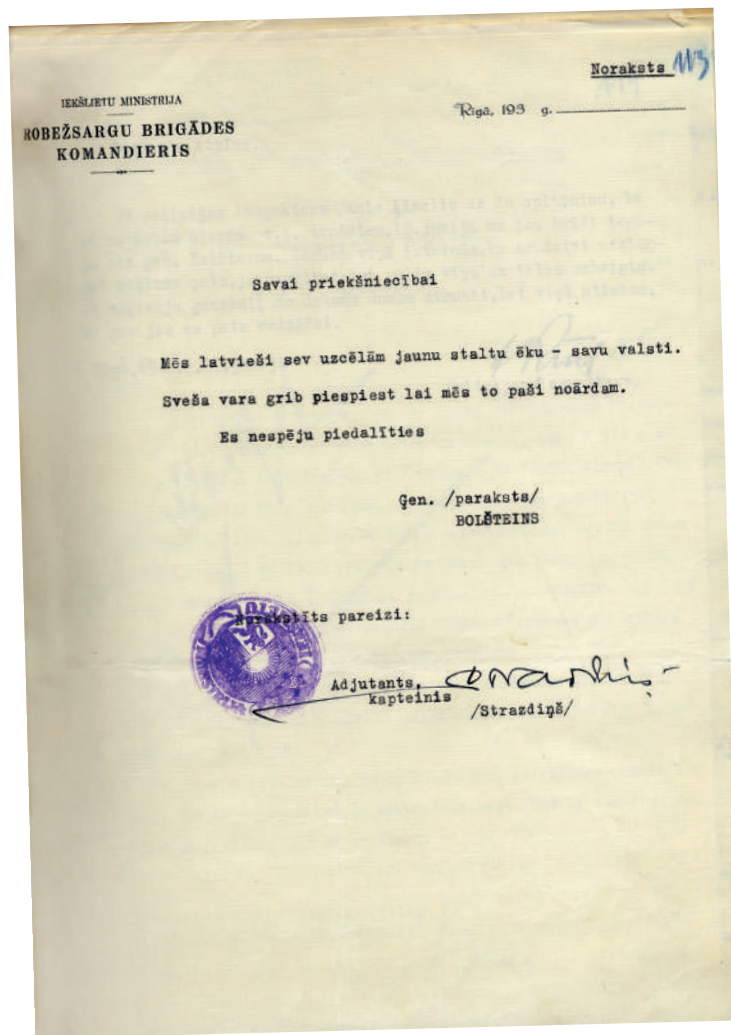 Noraksts 113
IEKŠLIETU MINISTRIJA
ROBEŽSARGU BRIGĀDES
KOMANDIERIS
Rīgā, 193 g.
Savai priekšniecībai
Mēs latvieši sev uzcēlām jaunu staltu ēku - savu valsti.
Sveša vara grib piespiest lai mēs to paši noārdam.
Es nespēju piedalīties
Ģen. /paraksts/
BOLŠTEINS
Norakstīts pareizi:
Adjutants,
kapteinis
/Strazdiņš/